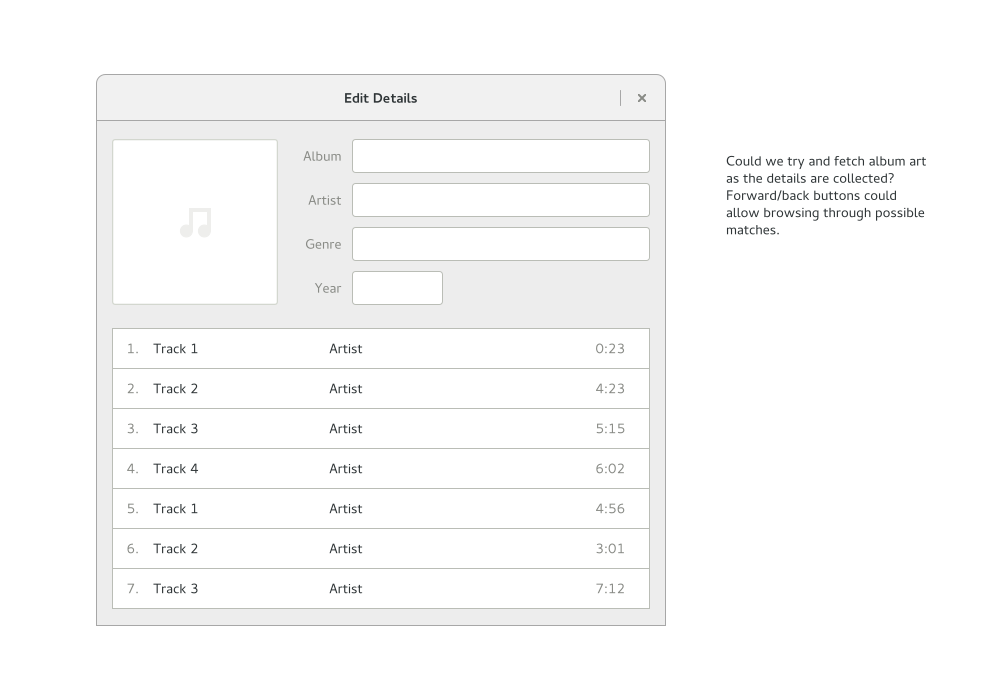 Edit Details
Album
Artist
Genre
Year
Could we try and fetch album art
as the details are collected?
Forward/back buttons could
allow browsing through possible
matches.
1. Track 1 Artist 0:23
2. Track 2 Artist 4:23
3. Track 3 Artist 5:15
4. Track 4 Artist 6:02
5. Track 1 Artist 4:56
6. Track 2 Artist 3:01
7. Track 3 Artist 7:12